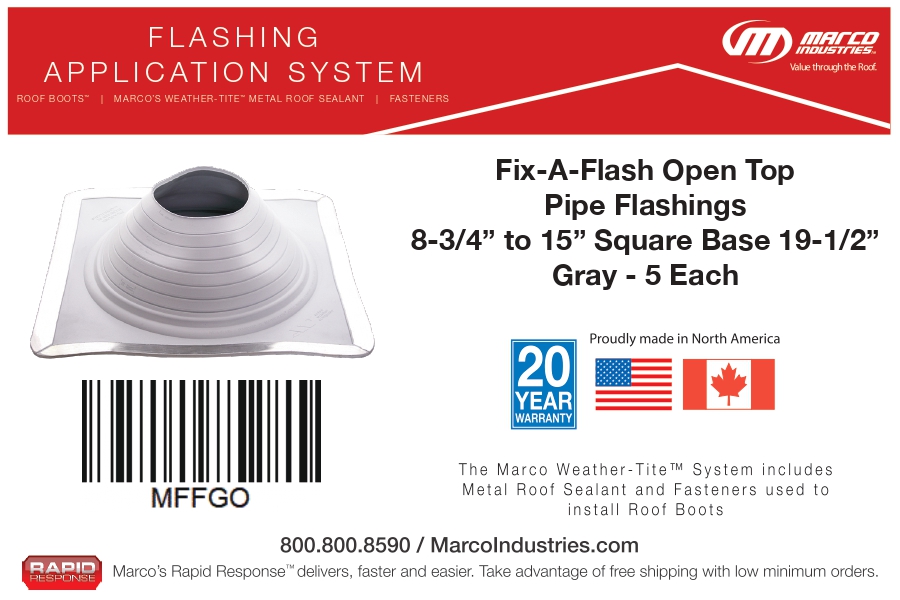 FLASHING
APPLICATION SYSTEM
ROOF BOOTS™ | MARCO'S WEATHER-TITE™ METAL ROOF SEALANT | FASTENERS
MARCO
INDUSTRIES™
Value through the Roof.
Fix-A-Flash Open Top
Pipe Flashings
8-3/4” to 15” Square Base 19-1/2”
Gray - 5 Each
Proudly made in North America
20
YEAR
WARRANTY
MFFGO
The Marco Weather-Tite™ System includes
Metal Roof Sealant and Fasteners used to
install Roof Boots
800.800.8590 / MarcoIndustries.com
RAPID
RESPONSE
Marco’s Rapid Response™ delivers, faster and easier. Take advantage of free shipping with low minimum orders.